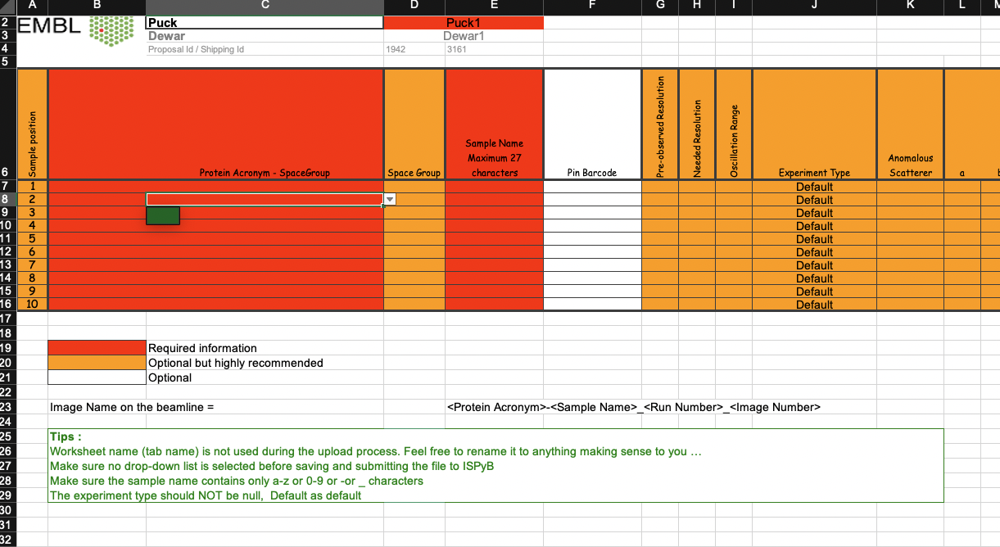 A B C D E F G H I J K L
2 EMBL Puck Puck1
3 Dewar Dewar1
4 Proposal Id / Shipping Id 1942 3161
5
6 Sample position Protein Acronym - SpaceGroup Space Group Sample Name Maximum 27 characters Pin Barcode Pre-observed Resolution Needed Resolution Oscillation Range Experiment Type Anomalous Scatterer a
7 1 Default
8 2 Default
9 3 Default
10 4 Default
11 5 Default
12 6 Default
13 7 Default
14 8 Default
15 9 Default
16 10 Default
17
18
19 Required information
20 Optional but highly recommended
21 Optional
22
23 Image Name on the beamline = <Protein Acronym>-<Sample Name>_<Run Number>_<Image Number>
24
25 Tips :
26 Worksheet name (tab name) is not used during the upload process. Feel free to rename it to anything making sense to you …
27 Make sure no drop-down list is selected before saving and submitting the file to ISPyB
28 Make sure the sample name contains only a-z or 0-9 or -or _ characters
29 The experiment type should NOT be null, Default as default
30
31
32